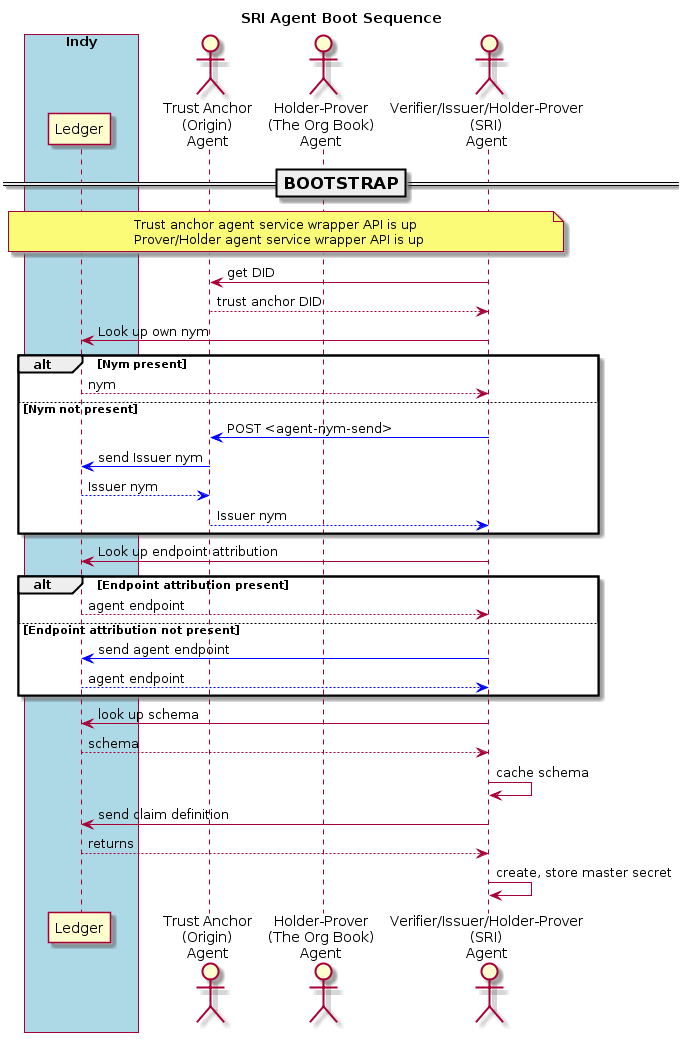 SRI Agent Boot Sequence
Indy
Ledger
Trust Anchor
(Origin)
Agent
Holder-Prover
(The Org Book)
Agent
Verifier/Issuer/Holder-Prover
(SRI)
Agent
BOOTSTRAP
Trust anchor agent service wrapper API is up
Prover/Holder agent service wrapper API is up
get DID
trust anchor DID
Look up own nym
alt
[Nym present]
nym
[Nym not present]
POST <agent-nym-send>
send Issuer nym
Issuer nym
Issuer nym
Look up endpoint attribution
alt
[Endpoint attribution present]
agent endpoint
[Endpoint attribution not present]
send agent endpoint
agent endpoint
look up schema
schema
cache schema
send claim definition
returns
create, store master secret
Ledger
Trust Anchor
(Origin)
Agent
Holder-Prover
(The Org Book)
Agent
Verifier/Issuer/Holder-Prover
(SRI)
Agent